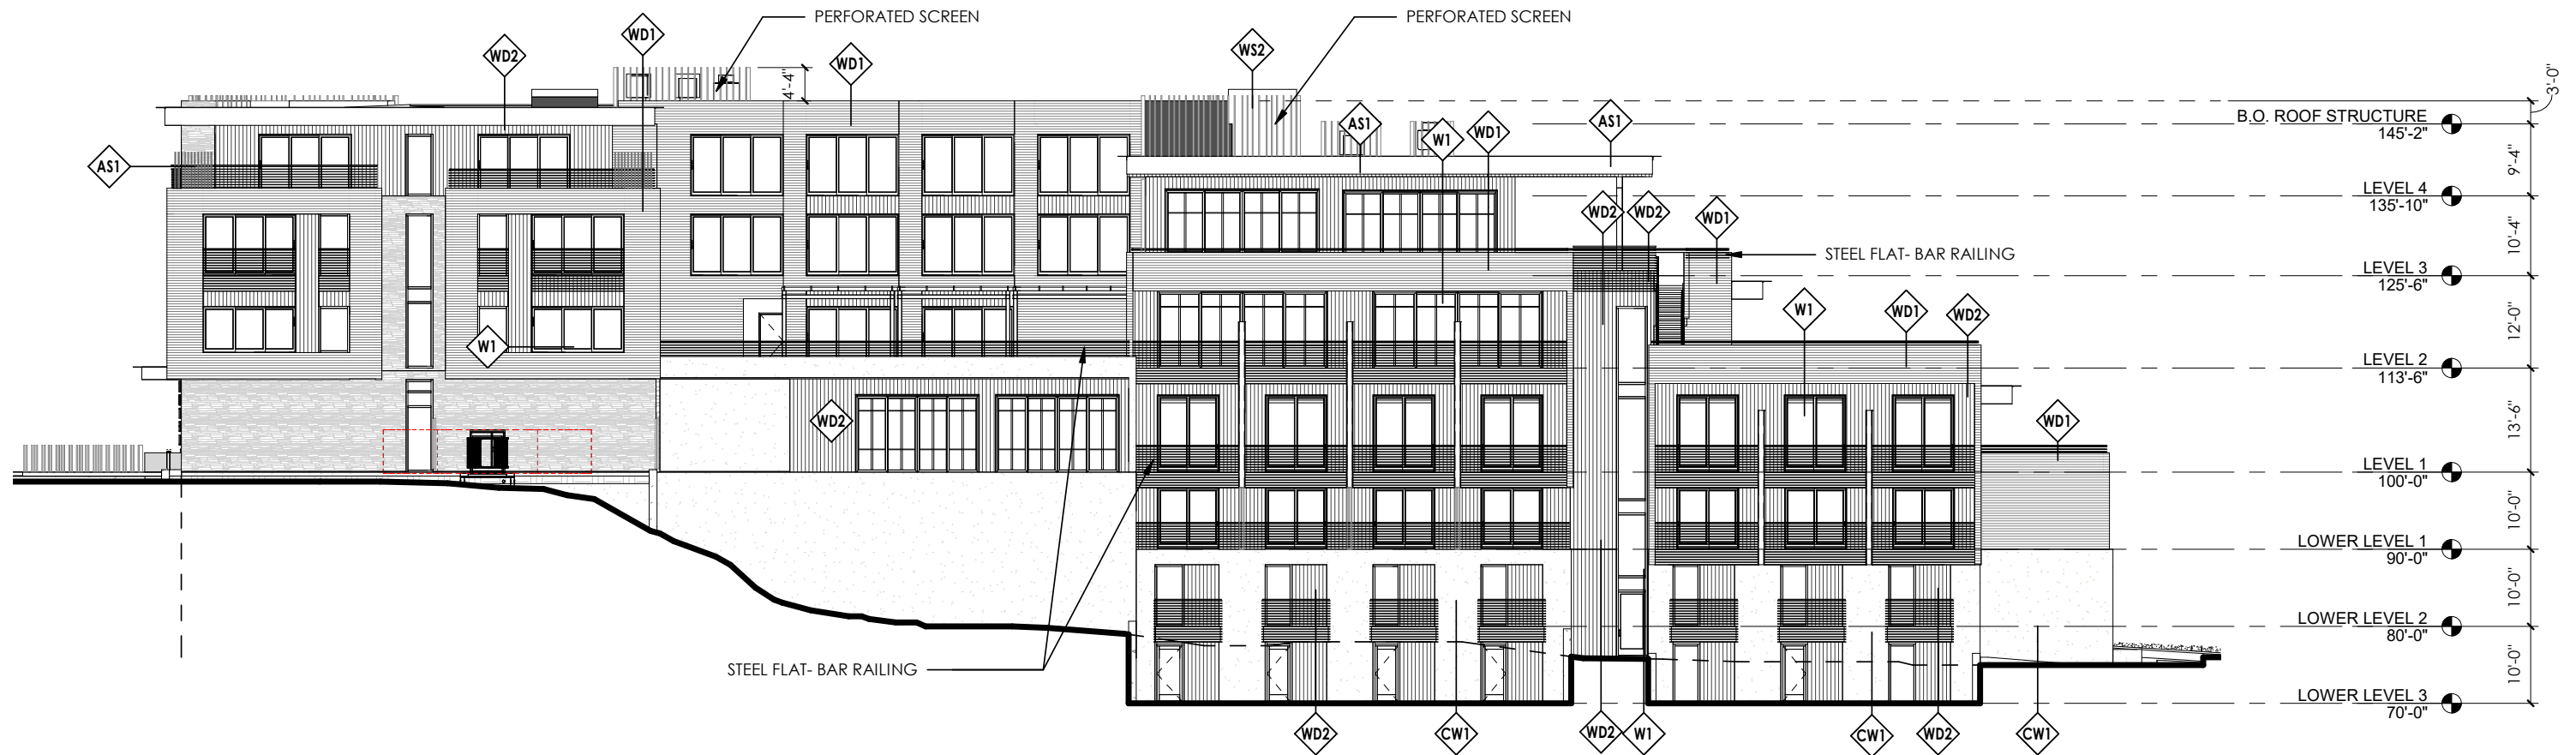 PERFORATED SCREEN
PERFORATED SCREEN
WD1
WD2
WD1
WS2
4'-4"
3'-0"
B.O. ROOF STRUCTURE
145'-2"
AS1
AS1
W1
WD1
AS1
9'-4"
LEVEL 4
135'-10"
WD2
WD2
WD1
10'-4"
STEEL FLAT- BAR RAILING
LEVEL 3
125'-6"
W1
WD1
WD2
12'-0"
W1
LEVEL 2
113'-6"
WD2
WD1
13'-6"
LEVEL 1
100'-0"
10'-0"
LOWER LEVEL 1
90'-0"
10'-0"
LOWER LEVEL 2
80'-0"
STEEL FLAT- BAR RAILING
10'-0"
LOWER LEVEL 3
70'-0"
WD2
CW1
WD2
W1
CW1
WD2
CW1